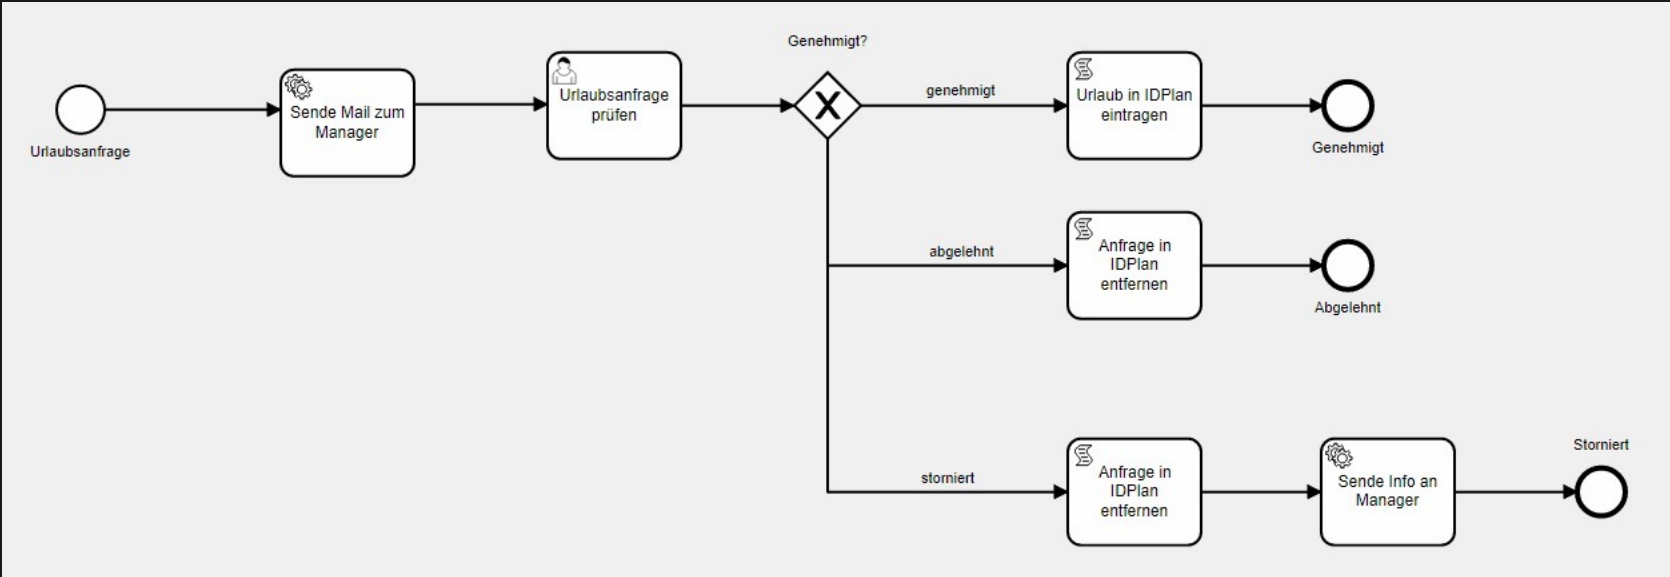 Urlaubsanfrage
Sende Mail zum
Manager
Urlaubsanfrage
prüfen
Genehmigt?
genehmigt
Urlaub in IDPlan
eintragen
Genehmigt
abgelehnt
Anfrage in
IDPlan
entfernen
Abgelehnt
storniert
Anfrage in
IDPlan
entfernen
Sende Info an
Manager
Storniert